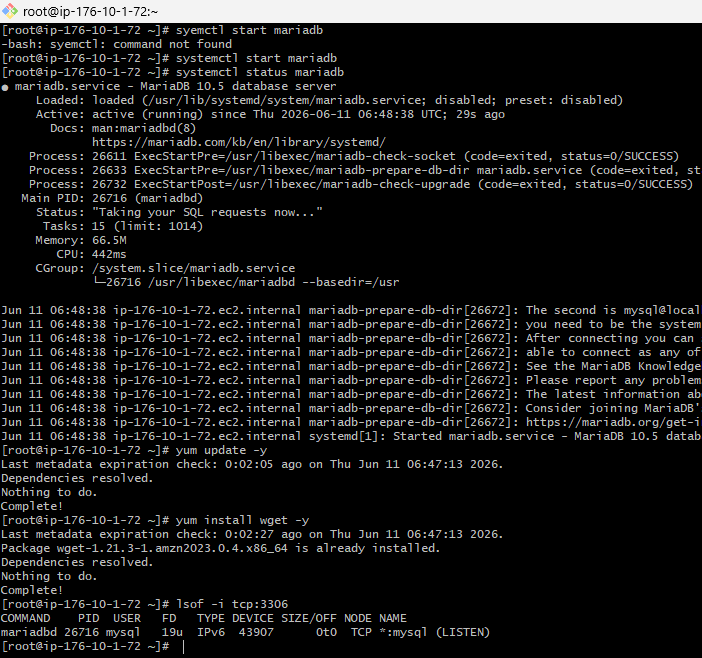 root@ip-176-10-1-72:~
[root@ip-176-10-1-72 ~]# syemctl start mariadb
-bash: syemctl: command not found
[root@ip-176-10-1-72 ~]# systemctl start mariadb
[root@ip-176-10-1-72 ~]# systemctl status mariadb
● mariadb.service - MariaDB 10.5 database server
     Loaded: loaded (/usr/lib/systemd/system/mariadb.service; disabled; preset: disabled)
     Active: active (running) since Thu 2026-06-11 06:48:38 UTC; 29s ago
       Docs: man:mariadbd(8)
             https://mariadb.com/kb/en/library/systemd/
    Process: 26611 ExecStartPre=/usr/libexec/mariadb-check-socket (code=exited, status=0/SUCCESS)
    Process: 26633 ExecStartPre=/usr/libexec/mariadb-prepare-db-dir mariadb.service (code=exited, st
    Process: 26732 ExecStartPost=/usr/libexec/mariadb-check-upgrade (code=exited, status=0/SUCCESS)
   Main PID: 26716 (mariadbd)
     Status: "Taking your SQL requests now..."
      Tasks: 15 (limit: 1014)
     Memory: 66.5M
        CPU: 442ms
     CGroup: /system.slice/mariadb.service
             └─26716 /usr/libexec/mariadbd --basedir=/usr
Jun 11 06:48:38 ip-176-10-1-72.ec2.internal mariadb-prepare-db-dir[26672]: The second is mysql@local
Jun 11 06:48:38 ip-176-10-1-72.ec2.internal mariadb-prepare-db-dir[26672]: you need to be the system
Jun 11 06:48:38 ip-176-10-1-72.ec2.internal mariadb-prepare-db-dir[26672]: After connecting you can
Jun 11 06:48:38 ip-176-10-1-72.ec2.internal mariadb-prepare-db-dir[26672]: able to connect as any of
Jun 11 06:48:38 ip-176-10-1-72.ec2.internal mariadb-prepare-db-dir[26672]: See the MariaDB Knowledge
Jun 11 06:48:38 ip-176-10-1-72.ec2.internal mariadb-prepare-db-dir[26672]: Please report any problem
Jun 11 06:48:38 ip-176-10-1-72.ec2.internal mariadb-prepare-db-dir[26672]: The latest information ab
Jun 11 06:48:38 ip-176-10-1-72.ec2.internal mariadb-prepare-db-dir[26672]: Consider joining MariaDB'
Jun 11 06:48:38 ip-176-10-1-72.ec2.internal mariadb-prepare-db-dir[26672]: https://mariadb.org/get-i
Jun 11 06:48:38 ip-176-10-1-72.ec2.internal systemd[1]: Started mariadb.service - MariaDB 10.5 datab
[root@ip-176-10-1-72 ~]# yum update -y
Last metadata expiration check: 0:02:05 ago on Thu Jun 11 06:47:13 2026.
Dependencies resolved.
Nothing to do.
Complete!
[root@ip-176-10-1-72 ~]# yum install wget -y
Last metadata expiration check: 0:02:27 ago on Thu Jun 11 06:47:13 2026.
Package wget-1.21.3-1.amzn2023.0.4.x86_64 is already installed.
Dependencies resolved.
Nothing to do.
Complete!
[root@ip-176-10-1-72 ~]# lsof -i tcp:3306
COMMAND    PID  USER   FD   TYPE DEVICE SIZE/OFF NODE NAME
mariadbd 26716 mysql   19u  IPv6  43907      0t0  TCP *:mysql (LISTEN)
[root@ip-176-10-1-72 ~]#